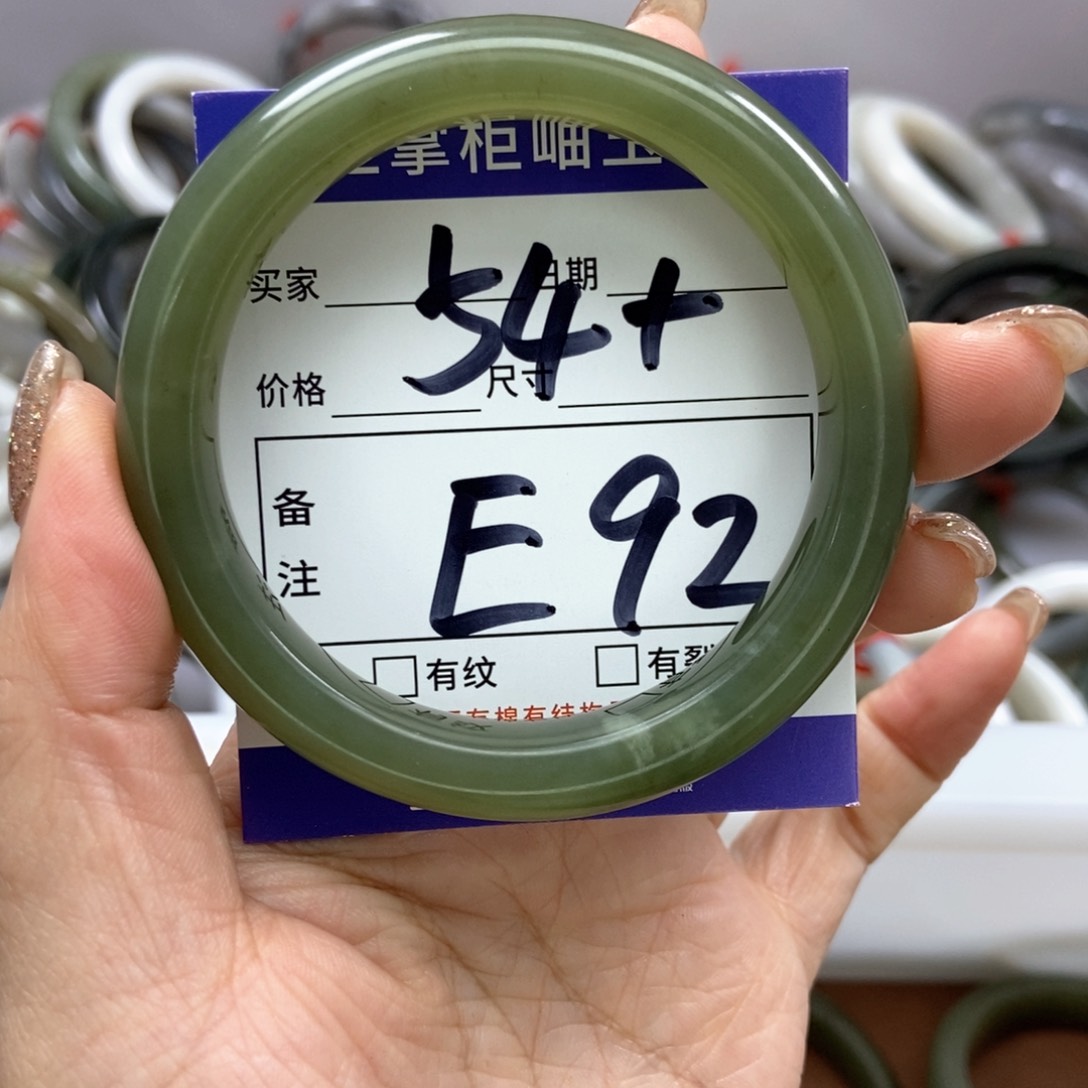 掌柜岫玉
买家 日期
54+
价格 尺寸
备注
E92
有纹 有裂